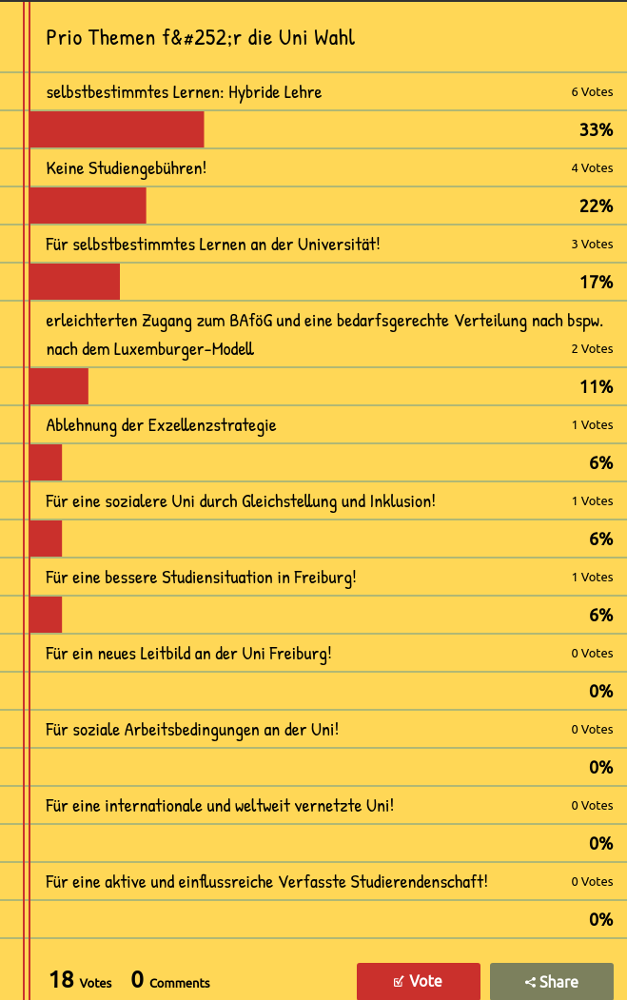 Prio Themen f&#252;r die Uni Wahl
selbstbestimmtes Lernen: Hybride Lehre 6 Votes
33%
Keine Studiengebühren! 4 Votes
22%
Für selbstbestimmtes Lernen an der Universität! 3 Votes
17%
erleichterten Zugang zum BAföG und eine bedarfsgerechte Verteilung nach bspw.
nach dem Luxemburger-Modell 2 Votes
11%
Ablehnung der Exzellenzstrategie 1 Votes
6%
Für eine sozialere Uni durch Gleichstellung und Inklusion! 1 Votes
6%
Für eine bessere Studiensituation in Freiburg! 1 Votes
6%
Für ein neues Leitbild an der Uni Freiburg! 0 Votes
0%
Für soziale Arbeitsbedingungen an der Uni! 0 Votes
0%
Für eine internationale und weltweit vernetzte Uni! 0 Votes
0%
Für eine aktive und einflussreiche Verfasste Studierendenschaft! 0 Votes
0%
18 Votes 0 Comments Vote Share